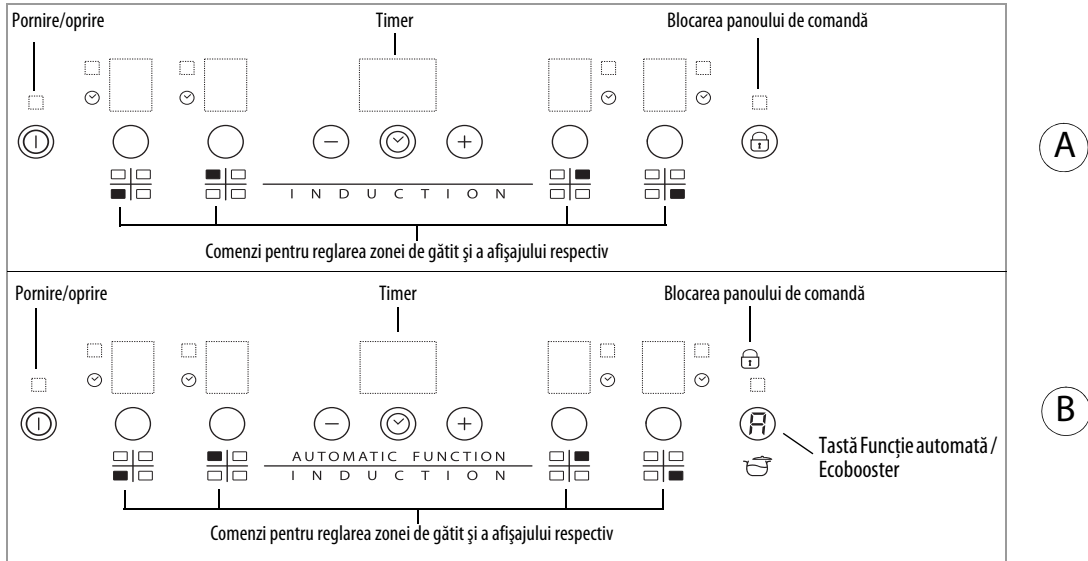 Pornire/oprire Timer Blocarea panoului de comandă
A
I N D U C T I O N
Comenzi pentru reglarea zonei de gătit şi a afişajului respectiv
Pornire/oprire Timer Blocarea panoului de comandă
B
A
Tastă Funcţie automată /
Ecobooster
AUTOMATIC FUNCTION
I N D U C T I O N
Comenzi pentru reglarea zonei de gătit şi a afişajului respectiv